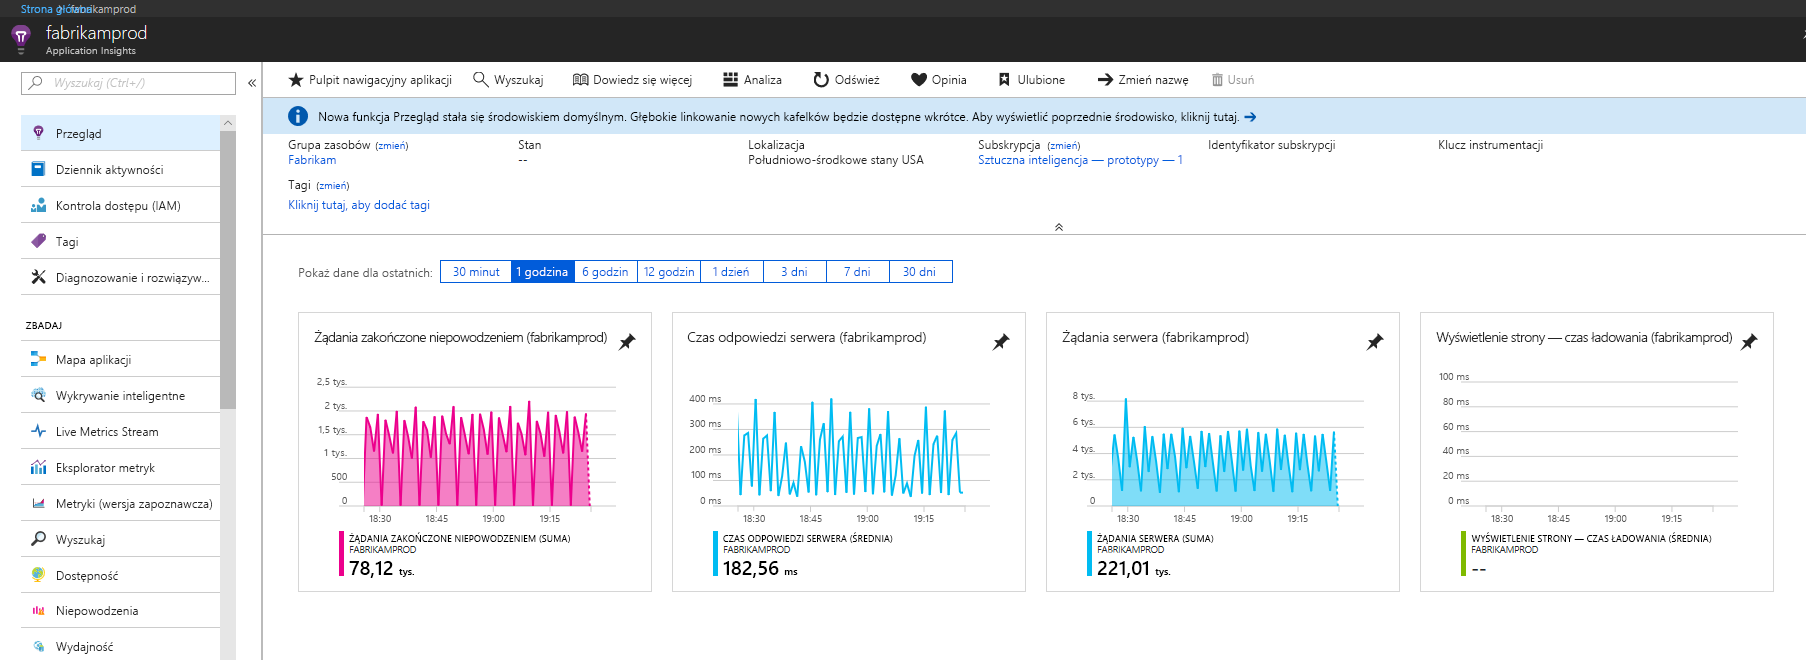 Strona główna > fabrikamprod
fabrikamprod
Application Insights
Wyszukaj (Ctrl+/)
«
Przegląd
Dziennik aktywności
Kontrola dostępu (IAM)
Tagi
Diagnozowanie i rozwiązyw...
ZBADAJ
Mapa aplikacji
Wykrywanie inteligentne
Live Metrics Stream
Eksplorator metryk
Metryki (wersja zapoznawcza)
Wyszukaj
Dostępność
Niepowodzenia
Wydajność
Pulpit nawigacyjny aplikacji Wyszukaj Dowiedz się więcej Analiza Odśwież Opinia Ulubione Zmień nazwę Usuń
Nowa funkcja Przegląd stała się środowiskiem domyślnym. Głębokie linkowanie nowych kafelków będzie dostępne wkrótce. Aby wyświetlić poprzednie środowisko, kliknij tutaj. →
Grupa zasobów (zmień)
Fabrikam
Stan
--
Lokalizacja
Południowo-środkowe stany USA
Subskrypcja (zmień)
Sztuczna inteligencja — prototypy — 1
Identyfikator subskrypcji
Klucz instrumentacji
Tagi (zmień)
Kliknij tutaj, aby dodać tagi
Pokaż dane dla ostatnich: 30 minut 1 godzina 6 godzin 12 godzin 1 dzień 3 dni 7 dni 30 dni
Żądania zakończone niepowodzeniem (fabrikamprod)
2,5 tys.
2 tys.
1,5 tys.
1 tys.
500
0
18:30 18:45 19:00 19:15
ŻĄDANIA ZAKOŃCZONE NIEPOWODZENIEM (SUMA)
FABRIKAMPROD
78,12 tys.
Czas odpowiedzi serwera (fabrikamprod)
400 ms
300 ms
200 ms
100 ms
0 ms
18:30 18:45 19:00 19:15
CZAS ODPOWIEDZI SERWERA (ŚREDNIA)
FABRIKAMPROD
182,56 ms
Żądania serwera (fabrikamprod)
8 tys.
6 tys.
4 tys.
2 tys.
0
18:30 18:45 19:00 19:15
ŻĄDANIA SERWERA (SUMA)
FABRIKAMPROD
221,01 tys.
Wyświetlenie strony — czas ładowania (fabrikamprod)
100 ms
80 ms
60 ms
40 ms
20 ms
0 ms
18:30 18:45 19:00 19:15
WYŚWIETLENIE STRONY — CZAS ŁADOWANIA (ŚREDNIA)
FABRIKAMPROD
--